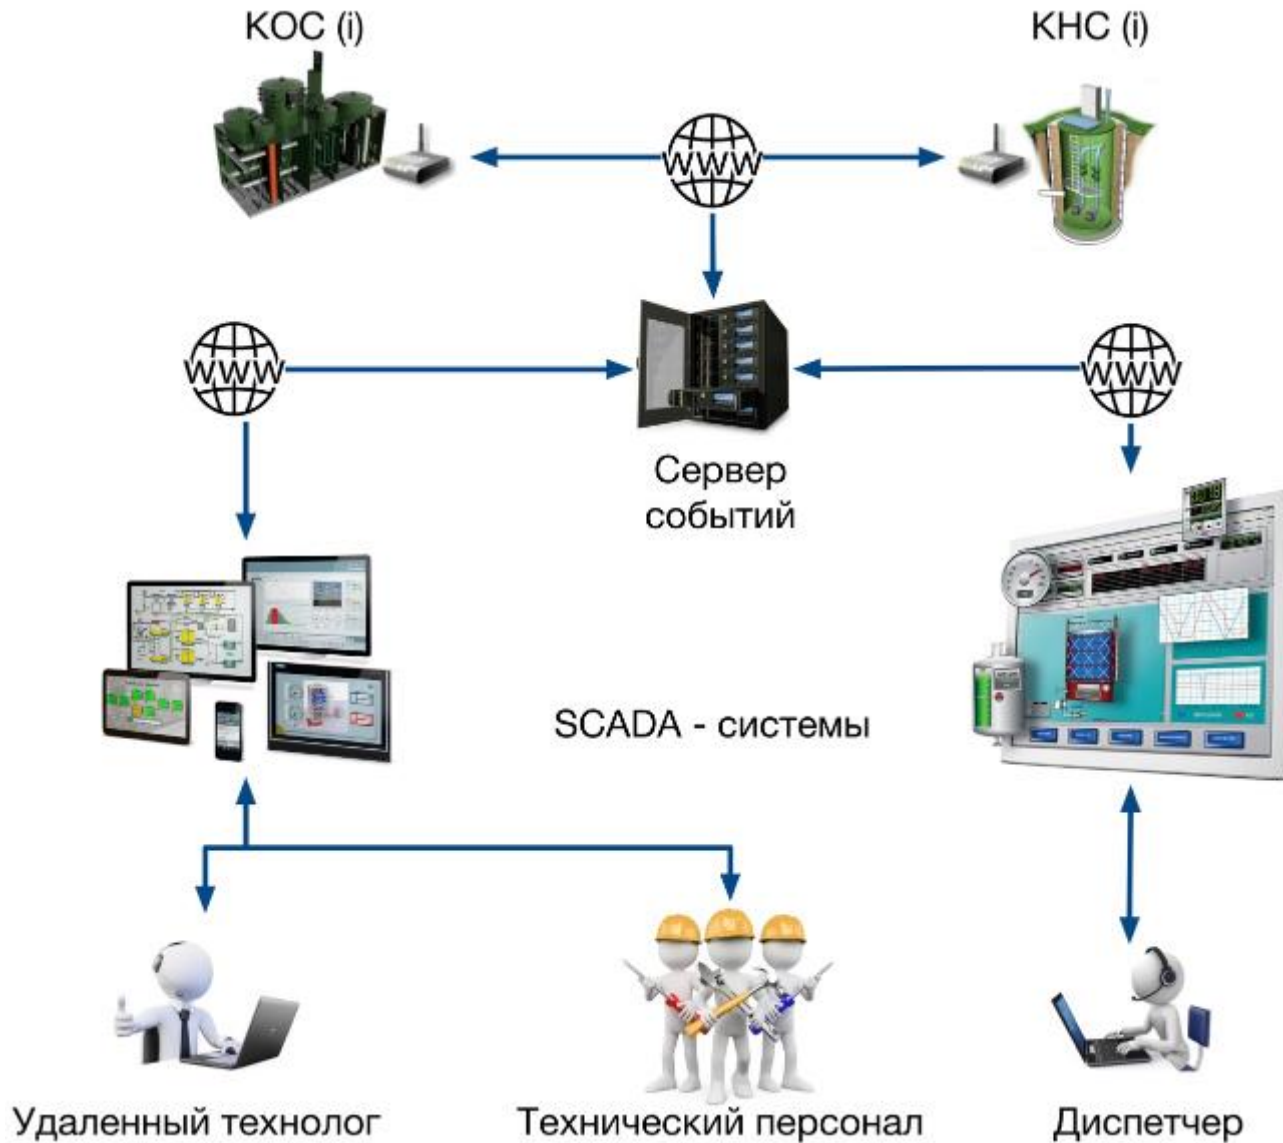 КОС (i)
КНС (i)
WWW
WWW
WWW
Сервер
событий
SCADA - системы
Удаленный технолог
Технический персонал
Диспетчер